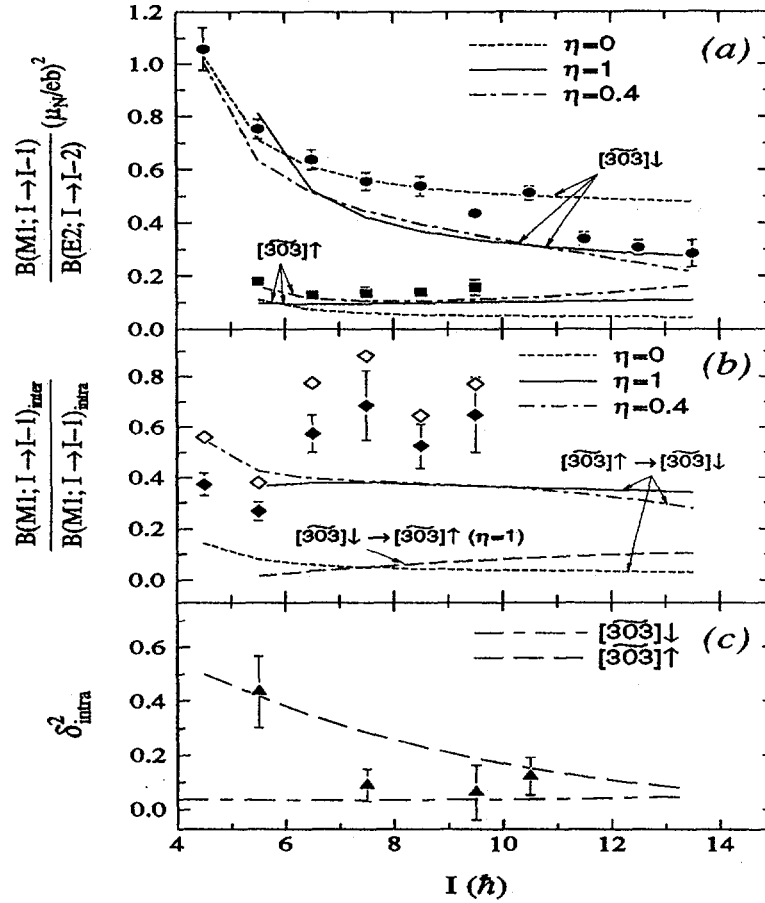 (a)
η=0
η=1
η=0.4
[3̃0̃3̃]↓
[3̃0̃3̃]↑
B(M1; I→I−1)
B(E2; I→I−2)
(μN/eb)²
1.0
0.8
0.6
0.4
0.2
0.0
(b)
η=0
η=1
η=0.4
[3̃0̃3̃]↑ → [3̃0̃3̃]↓
[3̃0̃3̃]↓ → [3̃0̃3̃]↑ (η=1)
B(M1; I→I−1)inter
B(M1; I→I−1)intra
0.8
0.6
0.4
0.2
0.0
(c)
[3̃0̃3̃]↓
[3̃0̃3̃]↑
δ²intra
0.6
0.4
0.2
0.0
4 6 8 10 12 14
I (ℏ)